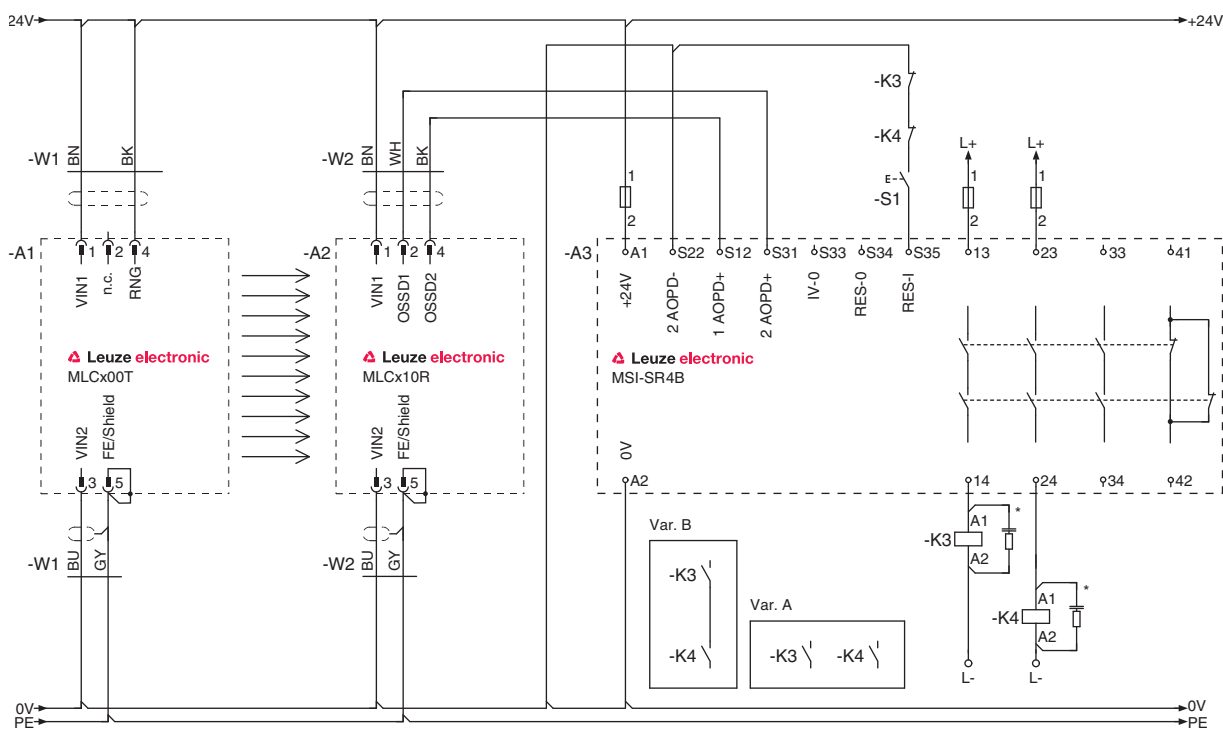 24V
+24V
-K3
-K4
L+
L+
-W1
BN
BK
-W2
BN
WH
BK
1
2
E
-S1
1
2
1
2
-A1
1
2
4
-A2
1
2
4
-A3
A1
S22
S12
S31
S33
S34
S35
13
23
33
41
VIN1
n.c.
RNG
VIN1
OSSD1
OSSD2
+24V
2 AOPD-
1 AOPD+
2 AOPD+
IV-0
RES-0
RES-I
Leuze electronic
MLCx00T
Leuze electronic
MLCx10R
Leuze electronic
MSI-SR4B
VIN2
FE/Shield
VIN2
FE/Shield
0V
3
5
3
5
A2
14
24
34
42
-W1
BU
GY
-W2
BU
GY
Var. B
-K3
-K4
Var. A
-K3
-K4
-K3
A1
A2
*
-K4
A1
A2
*
L-
L-
0V
0V
PE
PE